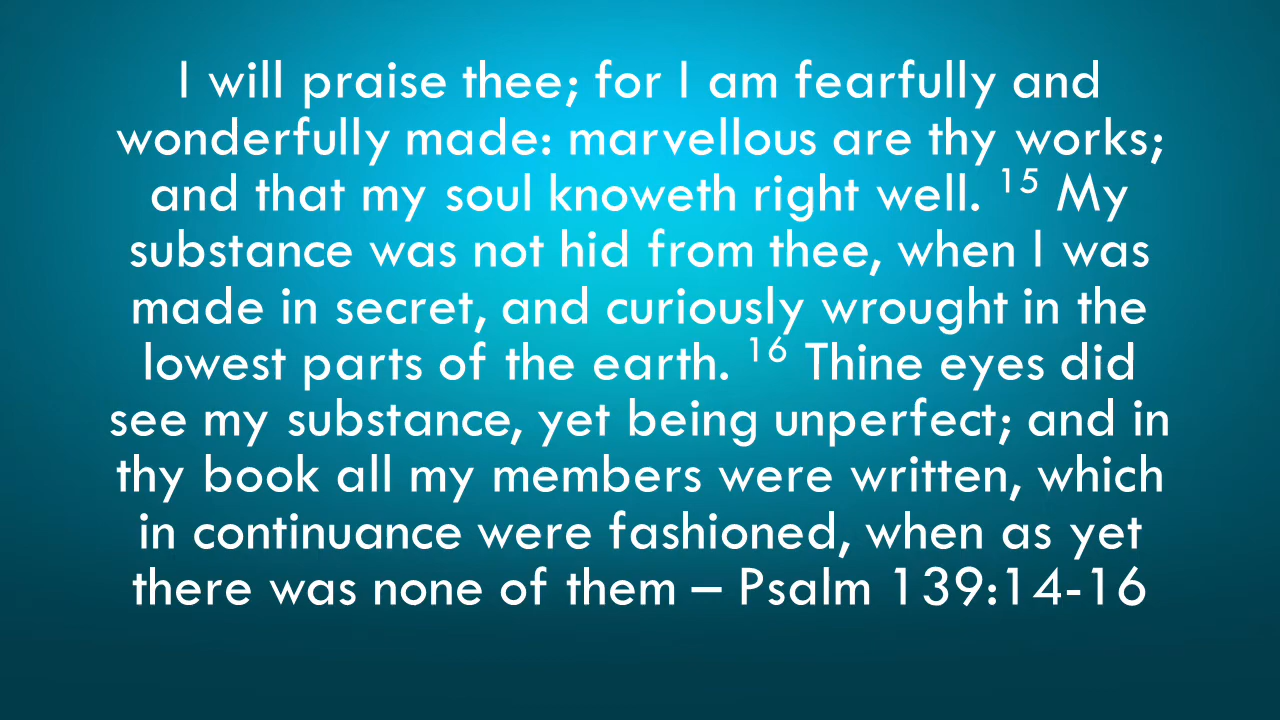 I will praise thee; for I am fearfully and
wonderfully made: marvellous are thy works;
and that my soul knoweth right well. 15 My
substance was not hid from thee, when I was
made in secret, and curiously wrought in the
lowest parts of the earth. 16 Thine eyes did
see my substance, yet being unperfect; and in
thy book all my members were written, which
in continuance were fashioned, when as yet
there was none of them – Psalm 139:14-16